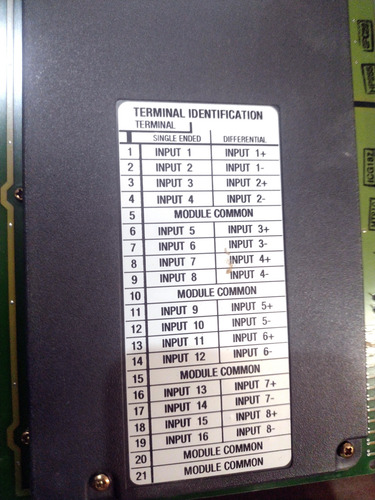 TERMINAL IDENTIFICATION
TERMINAL
SINGLE ENDED DIFFERENTIAL
1 INPUT 1 INPUT 1+
2 INPUT 2 INPUT 1-
3 INPUT 3 INPUT 2+
4 INPUT 4 INPUT 2-
5 MODULE COMMON
6 INPUT 5 INPUT 3+
7 INPUT 6 INPUT 3-
8 INPUT 7 INPUT 4+
9 INPUT 8 INPUT 4-
10 MODULE COMMON
11 INPUT 9 INPUT 5+
12 INPUT 10 INPUT 5-
13 INPUT 11 INPUT 6+
14 INPUT 12 INPUT 6-
15 MODULE COMMON
16 INPUT 13 INPUT 7+
17 INPUT 14 INPUT 7-
18 INPUT 15 INPUT 8+
19 INPUT 16 INPUT 8-
20 MODULE COMMON
21 MODULE COMMON